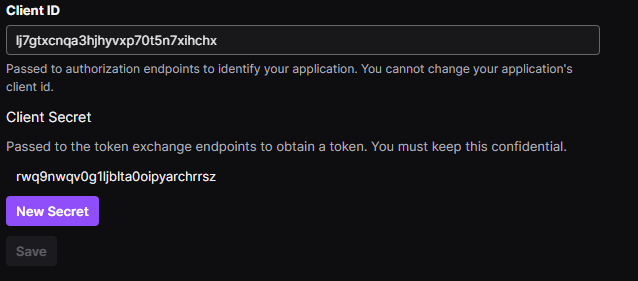 Client ID
lj7gtxcnqa3hjhyvxp70t5n7xihchx
Passed to authorization endpoints to identify your application. You cannot change your application's
client id.
Client Secret
Passed to the token exchange endpoints to obtain a token. You must keep this confidential.
rwq9nwqv0g1ljblta0oipyarchrrsz
New Secret
Save